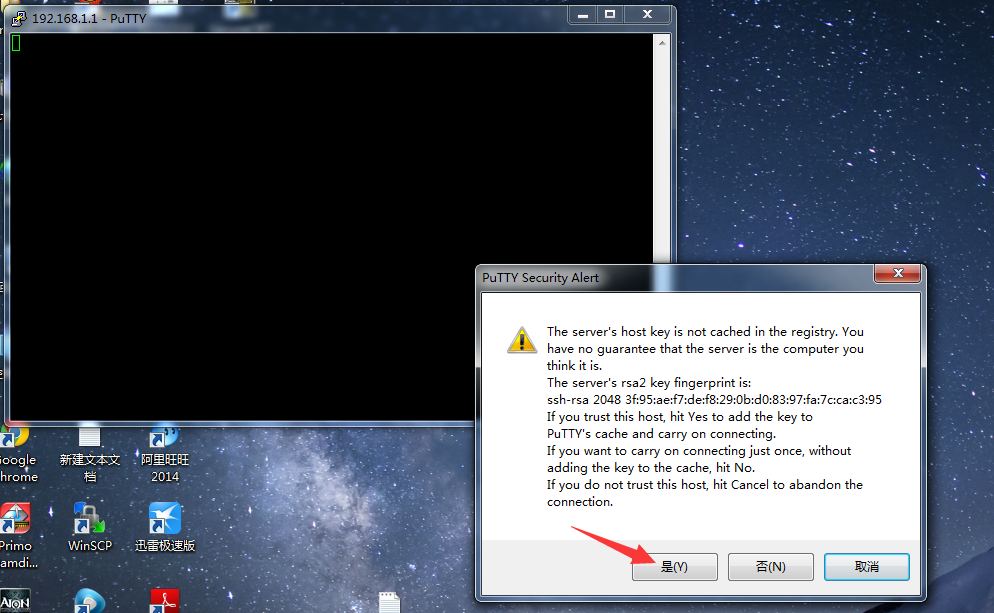 192.168.1.1 - PuTTY
PuTTY Security Alert
The server's host key is not cached in the registry. You
have no guarantee that the server is the computer you
think it is.
The server's rsa2 key fingerprint is:
ssh-rsa 2048 3f:95:ae:f7:de:f8:29:0b:d0:83:97:fa:7c:ca:c3:95
If you trust this host, hit Yes to add the key to
PuTTY's cache and carry on connecting.
If you want to carry on connecting just once, without
adding the key to the cache, hit No.
If you do not trust this host, hit Cancel to abandon the
connection.
是(Y)
否(N)
取消
oogle
hrome
新建文本文
档
阿里旺旺
2014
Primo
amdi...
WinSCP
迅雷极速版
AION